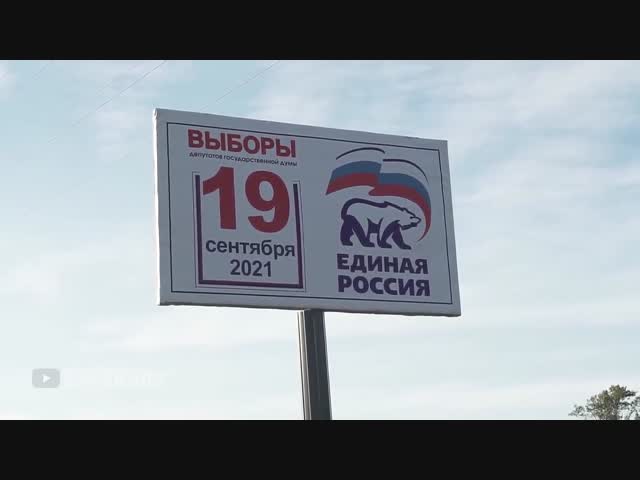 ВЫБОРЫ
депутатов государственной думы
19
сентября
2021
ЕДИНАЯ
РОССИЯ